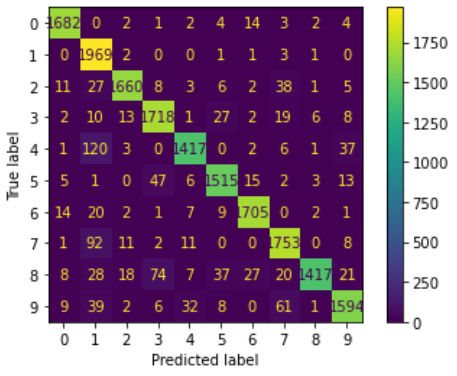 0 1682 0 2 1 2 4 14 3 2 4
1 0 1969 2 0 0 1 1 3 1 0
2 11 27 1660 8 3 6 2 38 1 5
3 2 10 13 1718 1 27 2 19 6 8
4 1 120 3 0 1417 0 2 6 1 37
5 5 1 0 47 6 1515 15 2 3 13
6 14 20 2 1 7 9 1705 0 2 1
7 1 92 11 2 11 0 0 1753 0 8
8 8 28 18 74 7 37 27 20 1417 21
9 9 39 2 6 32 8 0 61 1 1594
0 1 2 3 4 5 6 7 8 9
Predicted label
True label
1750
1500
1250
1000
750
500
250
0